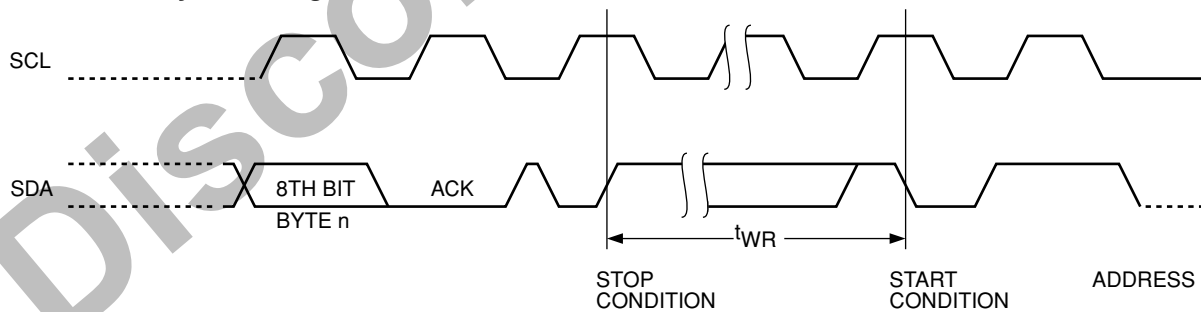 SCL
SDA
8TH BIT
ACK
BYTE n
tWR
STOP
CONDITION
START
CONDITION
ADDRESS